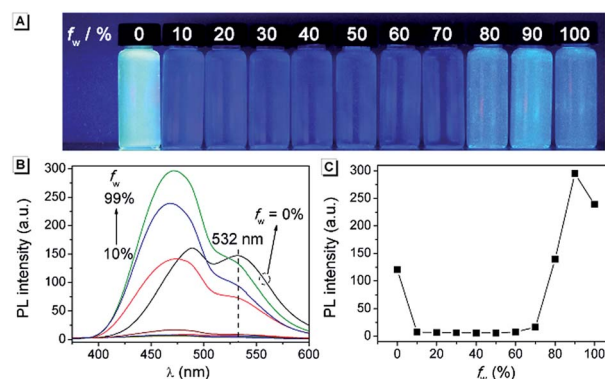 A
f_w / % 0 10 20 30 40 50 60 70 80 90 100
B
300
250
200
150
100
50
0
PL intensity (a.u.)
f_w
99%
10%
532 nm
f_w = 0%
400 450 500 550 600
λ (nm)
C
300
250
200
150
100
50
0
PL intensity (a.u.)
0 20 40 60 80 100
f_w (%)